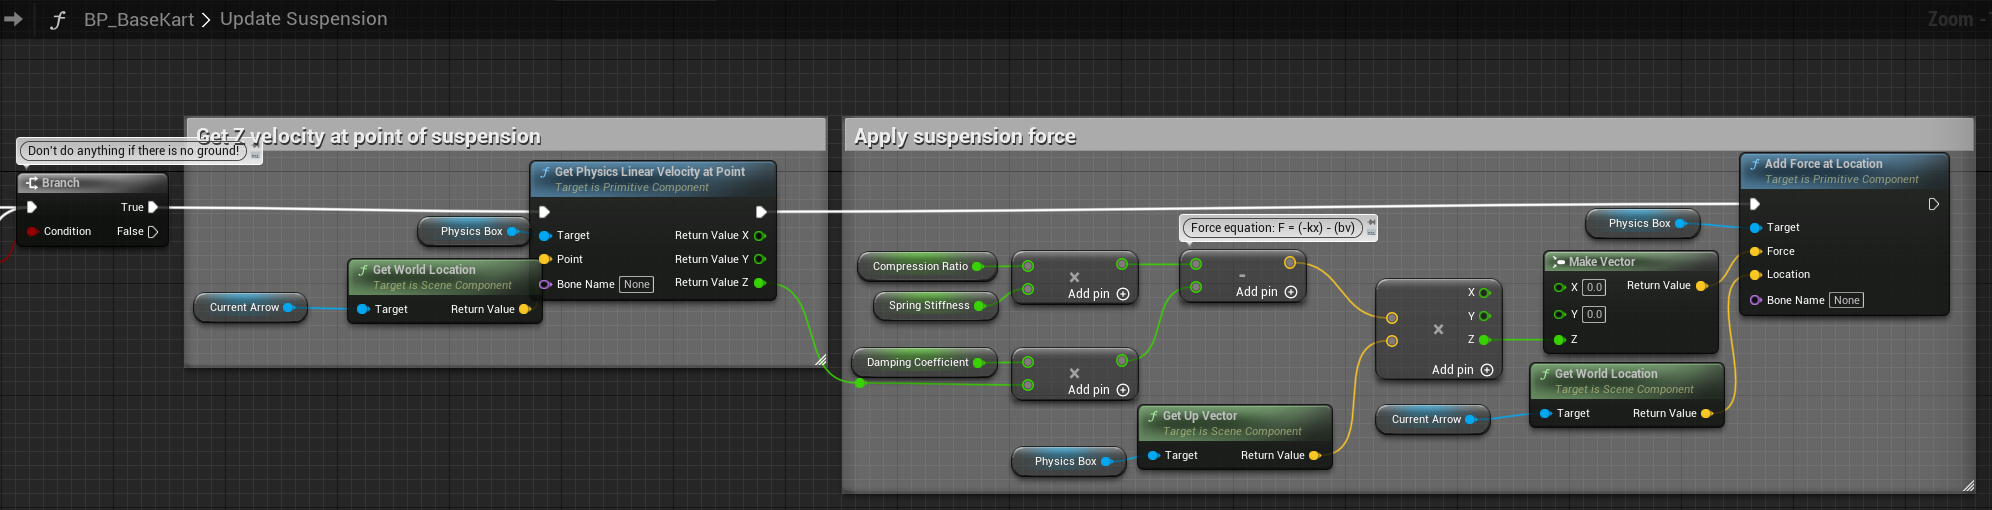 BP_BaseKart > Update Suspension
Zoom -
Get Z velocity at point of suspension
Don't do anything if there is no ground!
Branch
True
Condition
False
Physics Box
Get Physics Linear Velocity at Point
Target is Primitive Component
Target
Return Value X
Point
Return Value Y
Bone Name
None
Return Value Z
Get World Location
Target is Scene Component
Current Arrow
Target
Return Value
Apply suspension force
Compression Ratio
Spring Stiffness
×
Add pin
Force equation: F = (-kx) - (bv)
-
Add pin
Damping Coefficient
×
Add pin
Physics Box
Get Up Vector
Target is Scene Component
Target
Return Value
X
Y
×
Z
Add pin
Make Vector
X
0.0
Return Value
Y
0.0
Z
Current Arrow
Get World Location
Target is Scene Component
Target
Return Value
Physics Box
Add Force at Location
Target is Primitive Component
Target
Force
Location
Bone Name
None